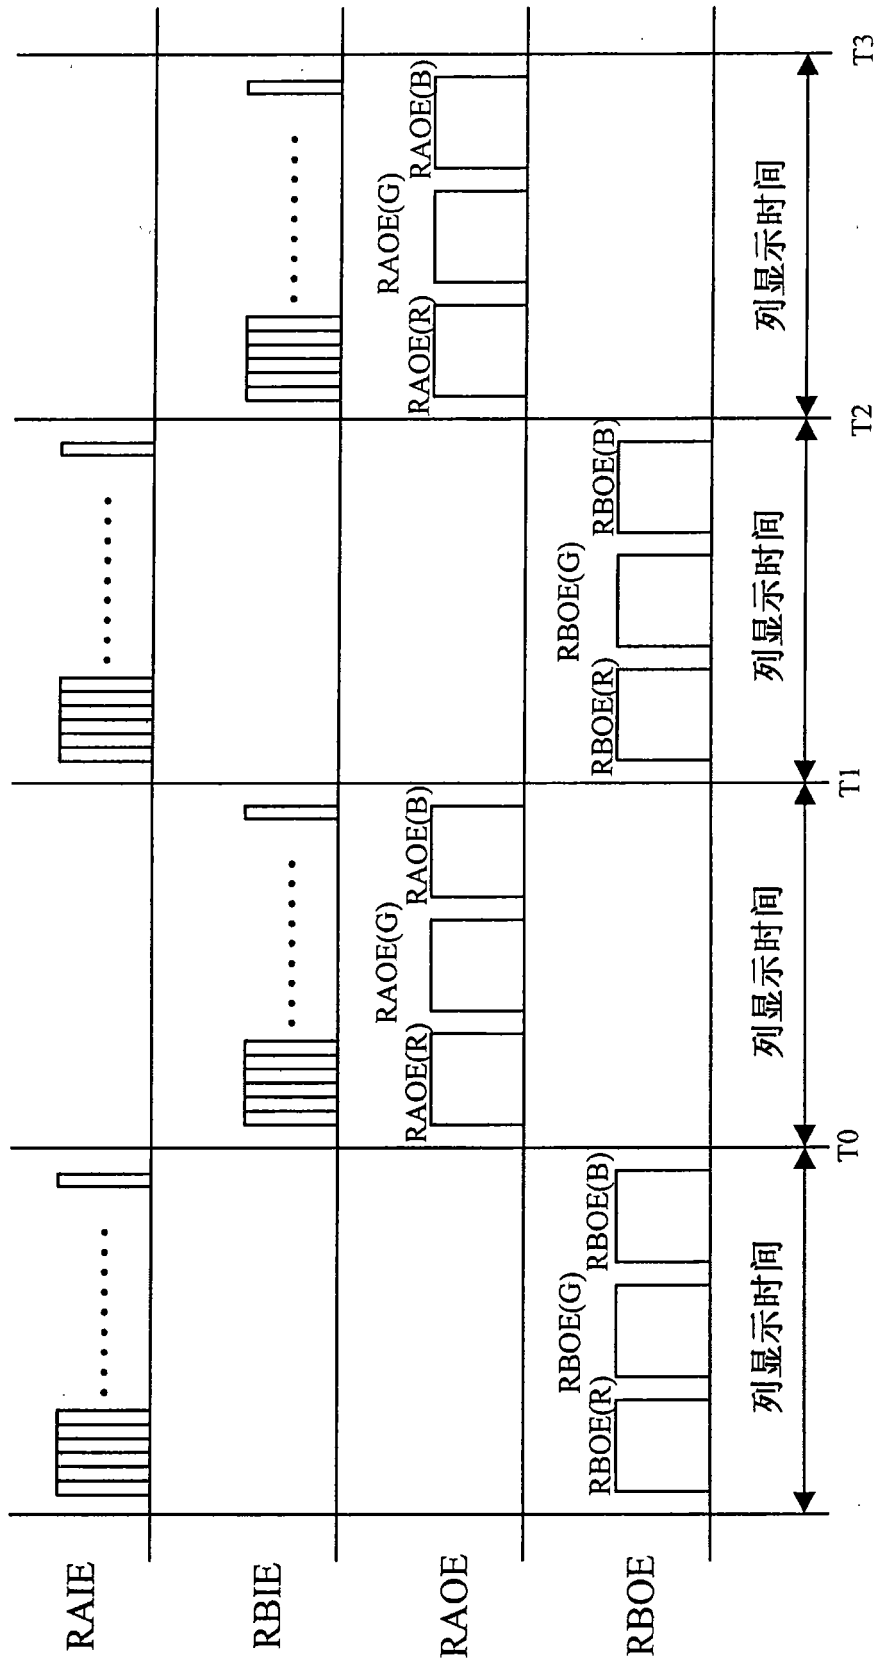 RAIE
RBIE
RAOE
RAOE(R)
RAOE(G)
RAOE(B)
RAOE(R)
RAOE(G)
RAOE(B)
RBOE
RBOE(R)
RBOE(G)
RBOE(B)
RBOE(R)
RBOE(G)
RBOE(B)
列显示时间
列显示时间
列显示时间
列显示时间
T0
T1
T2
T3